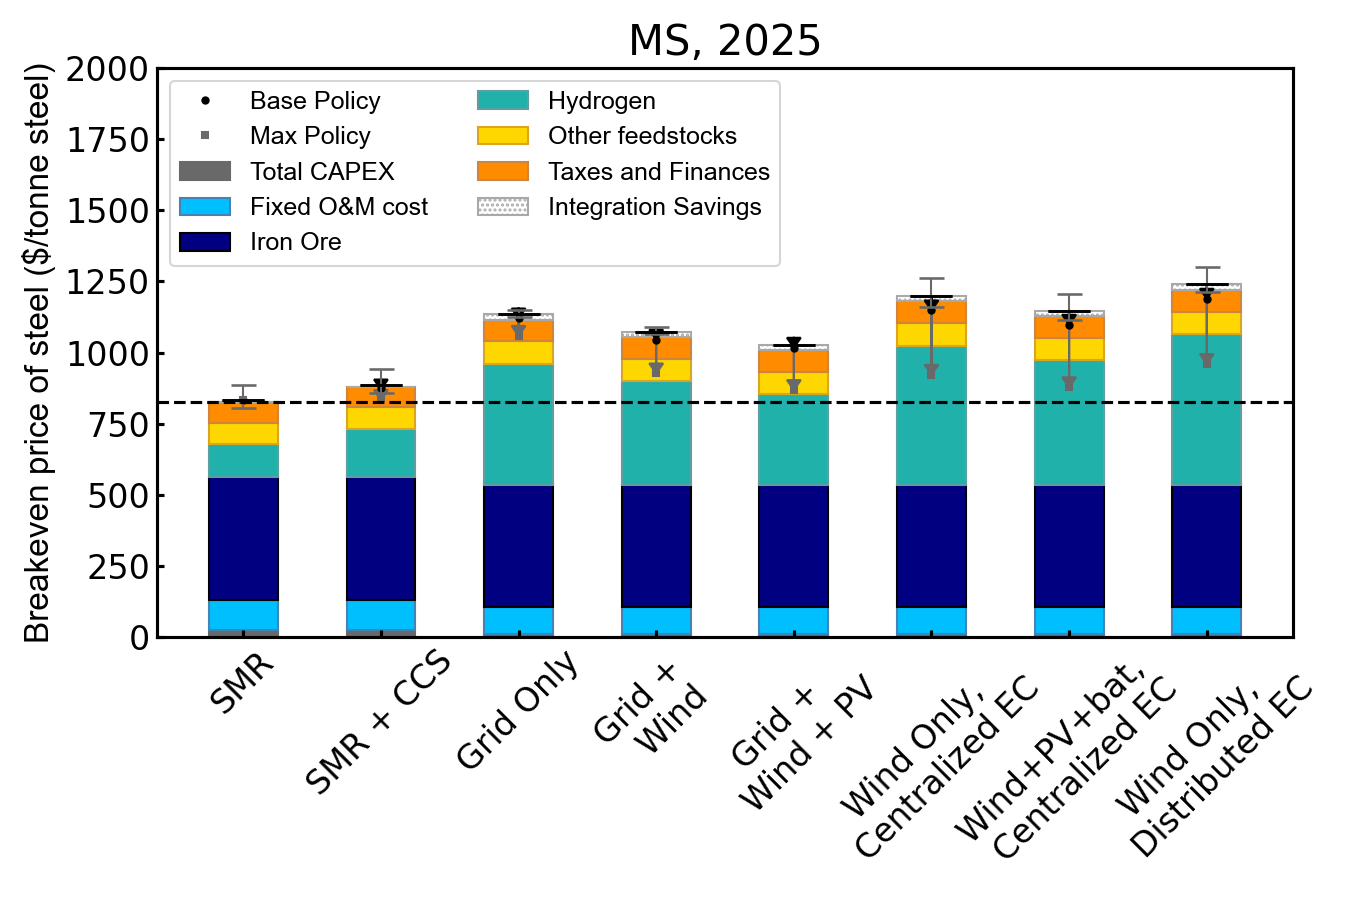 MS, 2025
Breakeven price of steel ($/tonne steel)
2000
1750
1500
1250
1000
750
500
250
0
Base Policy
Max Policy
Total CAPEX
Fixed O&M cost
Iron Ore
Hydrogen
Other feedstocks
Taxes and Finances
Integration Savings
SMR
SMR + CCS
Grid Only
Grid +
Wind
Grid +
Wind + PV
Wind Only,
Centralized EC
Wind+PV+bat,
Centralized EC
Wind Only,
Distributed EC